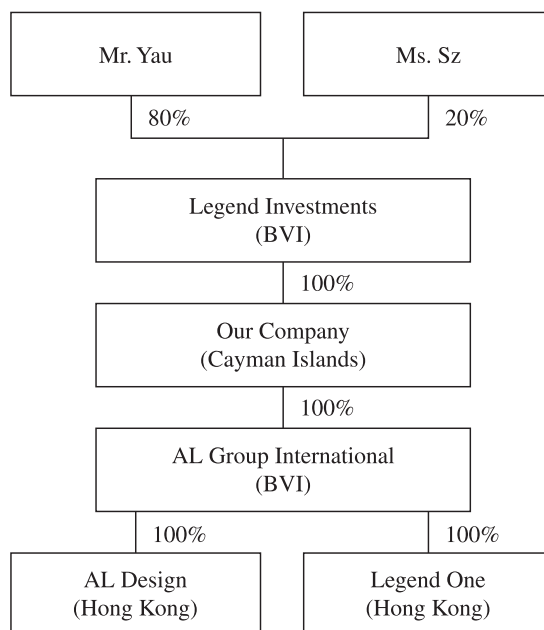 Mr. Yau
Ms. Sz
80%
20%
Legend Investments
(BVI)
100%
Our Company
(Cayman Islands)
100%
AL Group International
(BVI)
100%
100%
AL Design
(Hong Kong)
Legend One
(Hong Kong)